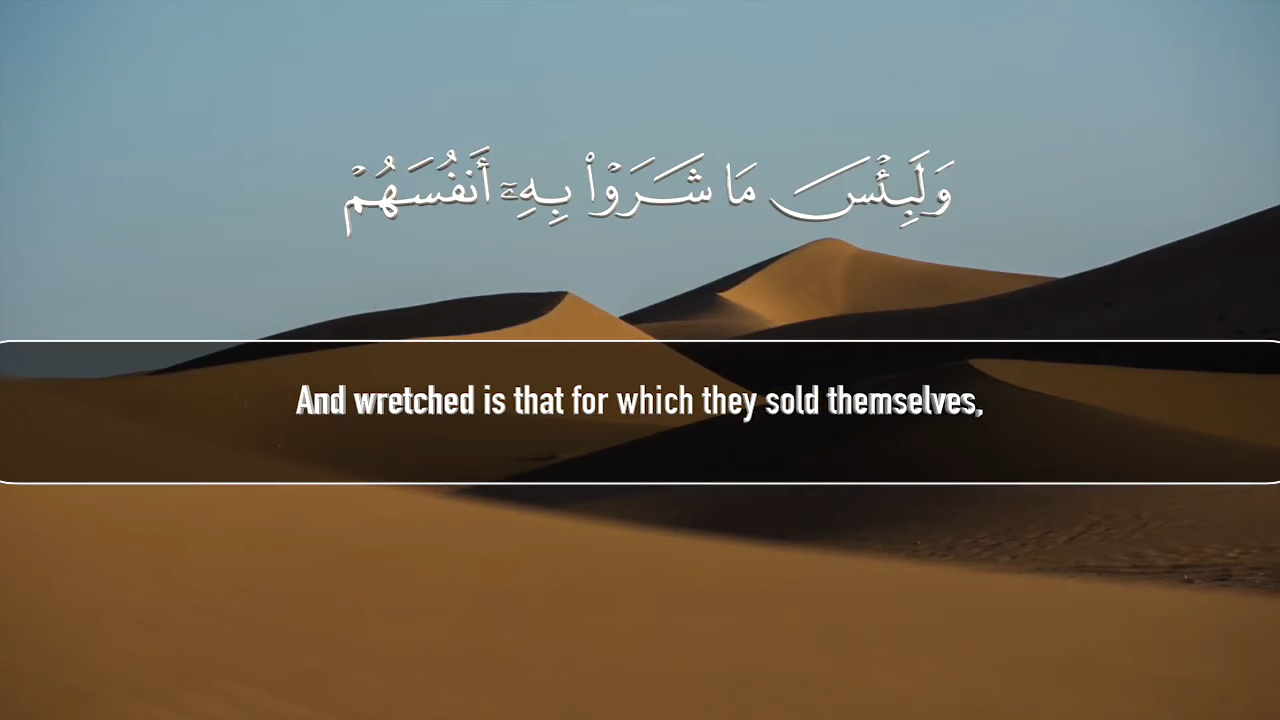 وَلَبِئْسَ مَا شَرَوْا۟ بِهِۦٓ أَنفُسَهُمْ
And wretched is that for which they sold themselves,